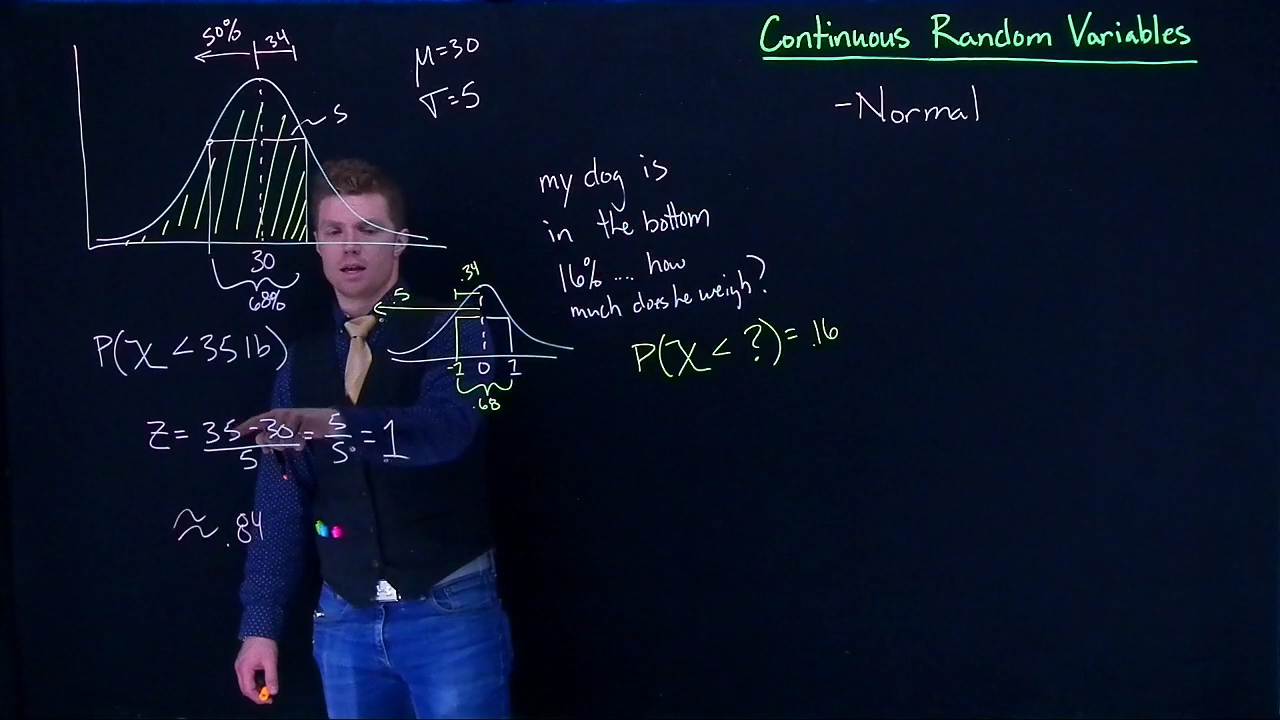 Continuous Random Variables
-Normal
50% .34
μ=30
σ=5
5
30
68%
my dog is
in the bottom
16% .... how
much does he weigh?
P(X < ?) = .16
.34
.5
-1 0 1
.68
P(X < 35 lb)
Z = 35-30 = 5 = 1
5 5
≈ .84